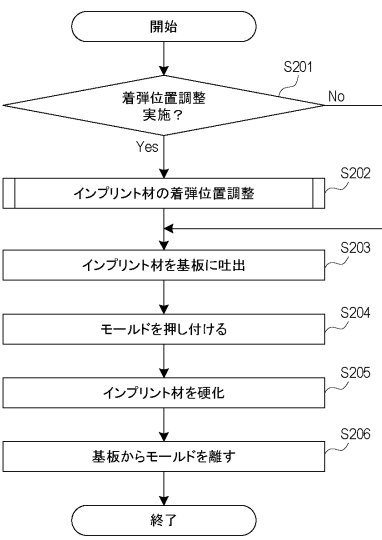 開始
S201
着弾位置調整
実施？
No
Yes
S202
インプリント材の着弾位置調整
S203
インプリント材を基板に吐出
S204
モールドを押し付ける
S205
インプリント材を硬化
S206
基板からモールドを離す
終了